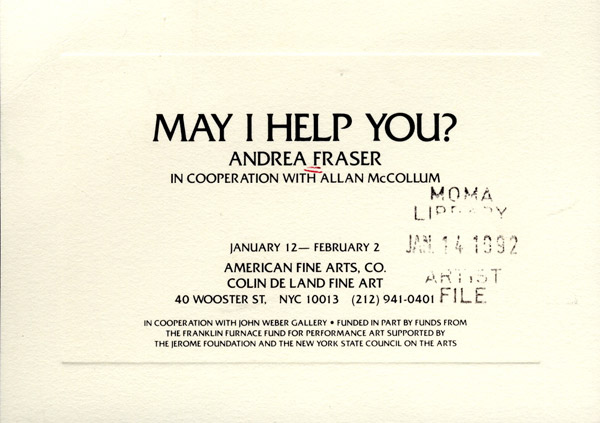 MAY I HELP YOU?
ANDREA FRASER
IN COOPERATION WITH ALLAN McCOLLUM
MOMA
LIBRARY
JAN 14 1992
ARTIST
FILE
JANUARY 12— FEBRUARY 2
AMERICAN FINE ARTS, CO.
COLIN DE LAND FINE ART
40 WOOSTER ST, NYC 10013 (212) 941-0401
IN COOPERATION WITH JOHN WEBER GALLERY • FUNDED IN PART BY FUNDS FROM
THE FRANKLIN FURNACE FUND FOR PERFORMANCE ART SUPPORTED BY
THE JEROME FOUNDATION AND THE NEW YORK STATE COUNCIL ON THE ARTS